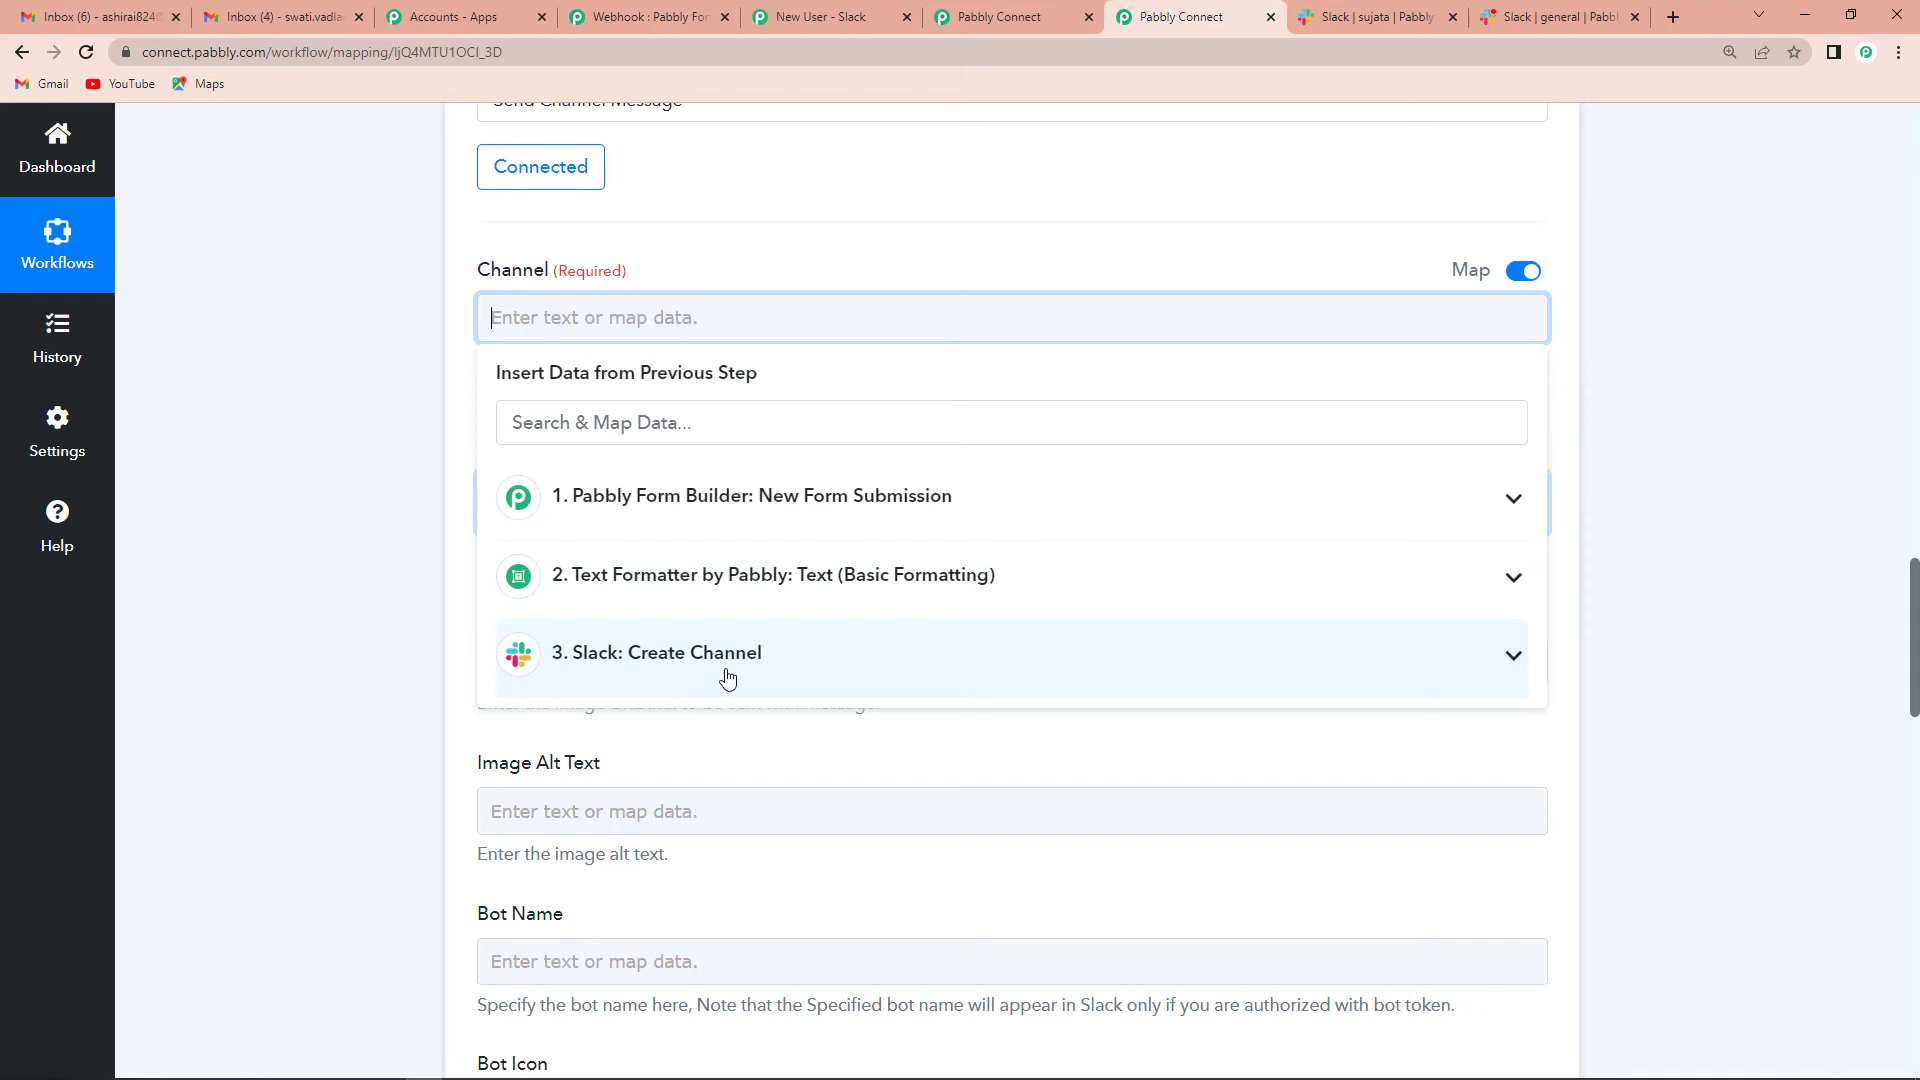 Inbox (6) - ashirai824
Inbox (4) - swati.vadla
Accounts - Apps
Webhook : Pabbly For
New User - Slack
Pabbly Connect
Pabbly Connect
Slack | sujata | Pabbly
Slack | general | Pabb
connect.pabbly.com/workflow/mapping/IjQ4MTU1OCI_3D
Gmail
YouTube
Maps
Dashboard
Workflows
History
Settings
Help
Send Channel Message
Connected
Channel (Required)
Map
Enter text or map data.
Insert Data from Previous Step
Search & Map Data...
1. Pabbly Form Builder: New Form Submission
2. Text Formatter by Pabbly: Text (Basic Formatting)
3. Slack: Create Channel
Image Alt Text
Enter text or map data.
Enter the image alt text.
Bot Name
Enter text or map data.
Specify the bot name here, Note that the Specified bot name will appear in Slack only if you are authorized with bot token.
Bot Icon